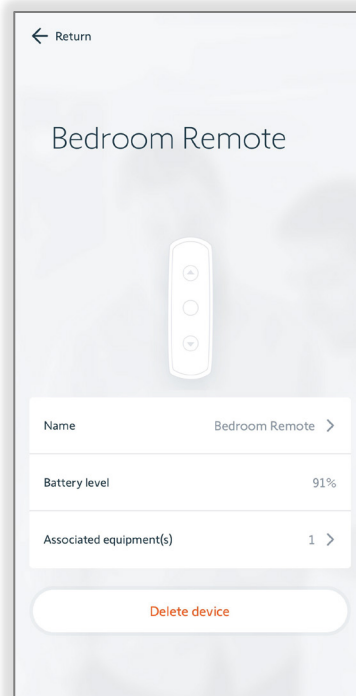 Return
Bedroom Remote
Name
Bedroom Remote
Battery level
91%
Associated equipment(s)
1
Delete device